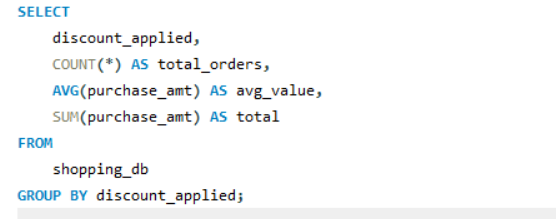 SELECT
    discount_applied,
    COUNT(*) AS total_orders,
    AVG(purchase_amt) AS avg_value,
    SUM(purchase_amt) AS total
FROM
    shopping_db
GROUP BY discount_applied;